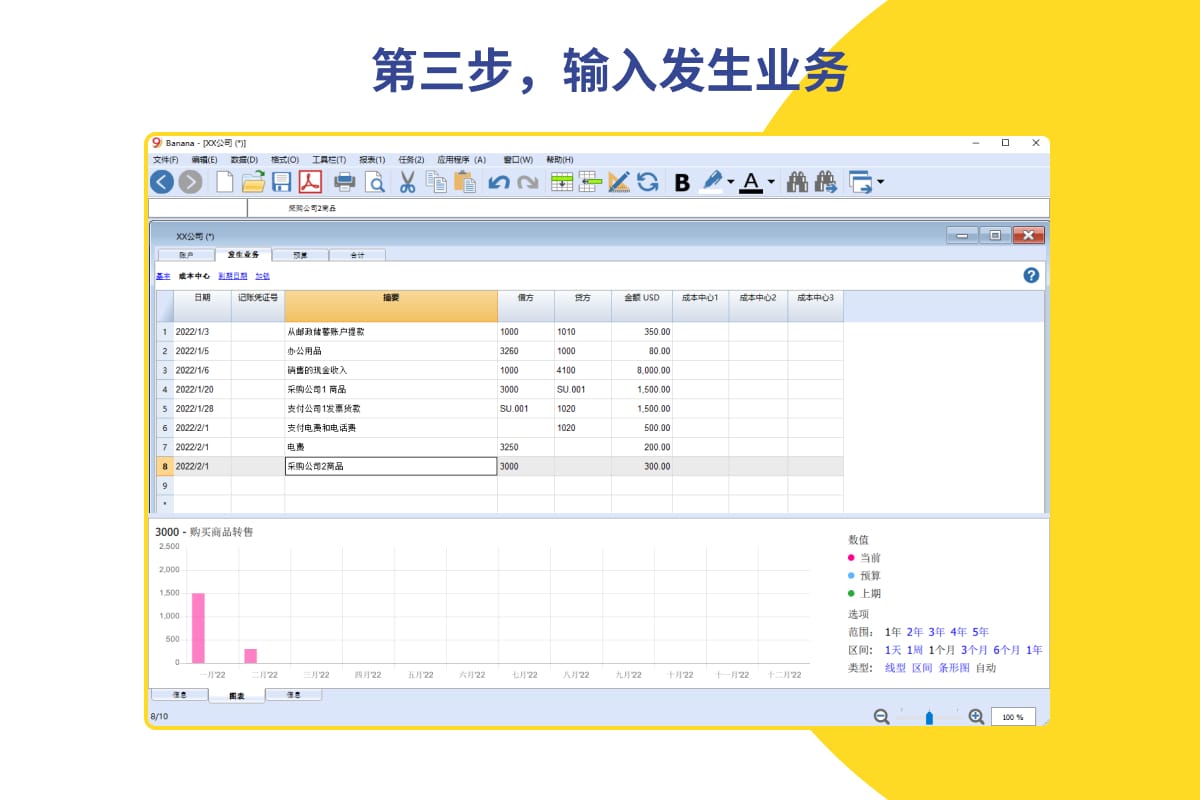 第三步，输入发生业务
Banana - [XX公司 (*)]
文件(F) 编辑(E) 数据(D) 格式(O) 工具栏(T) 报表(1) 任务(2) 应用程序 (A) 窗口(W) 帮助(H)
B A
采购公司2商品
XX公司 (*)
账户 发生业务 预算 合计
基本 成本中心 到期日期 加锁
日期 记账凭证号 摘要 借方 贷方 金额 USD 成本中心1 成本中心2 成本中心3
1 2022/1/3 从邮政储蓄账户提款 1000 1010 350.00
2 2022/1/5 办公用品 3260 1000 80.00
3 2022/1/6 销售的现金收入 1000 4100 8,000.00
4 2022/1/20 采购公司1 商品 3000 SU.001 1,500.00
5 2022/1/28 支付公司1发票货款 SU.001 1020 1,500.00
6 2022/2/1 支付电费和电话费 1020 500.00
7 2022/2/1 电费 3250 200.00
8 2022/2/1 采购公司2商品 3000 300.00
9
*
3000 - 购买商品转售
2,500
2,000
1,500
1,000
500
0
一月'22 二月'22 三月'22 四月'22 五月'22 六月'22 七月'22 八月'22 九月'22 十月'22 十一月'22 十二月'22
数值
当前
预算
上期
选项
范围： 1年 2年 3年 4年 5年
区间: 1天 1周 1个月 3个月 6个月 1年
类型: 线型 区间 条形图 自动
信息 图表 信息
8/10
100 %